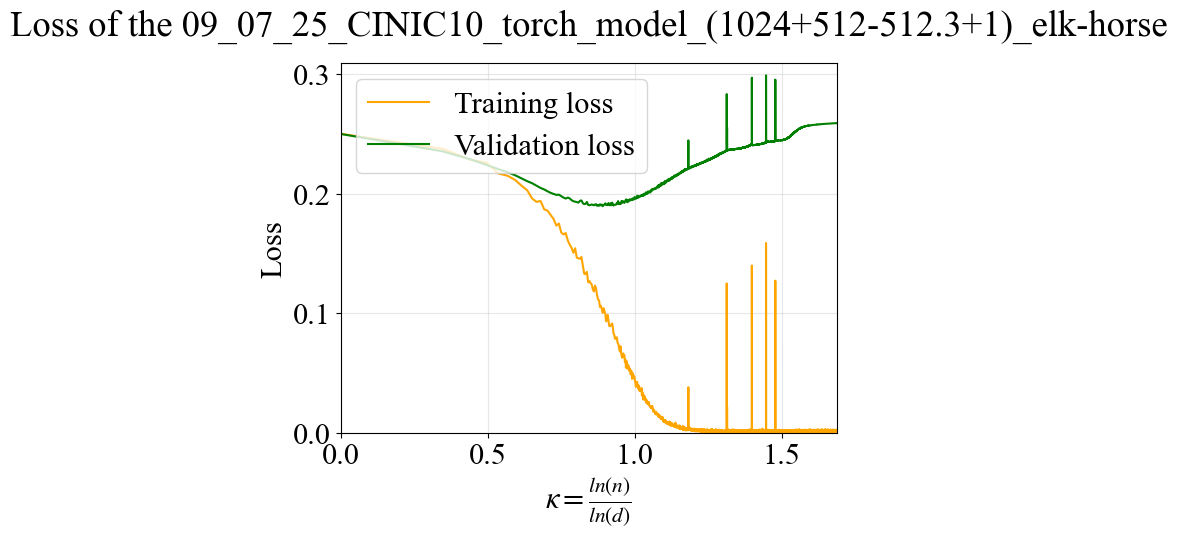 Loss of the 09_07_25_CINIC10_torch_model_(1024+512-512.3+1)_elk-horse
0.3
Training loss
Validation loss
0.2
Loss
0.1
0.0
0.0 0.5 1.0 1.5
κ = ln(n)/ln(d)